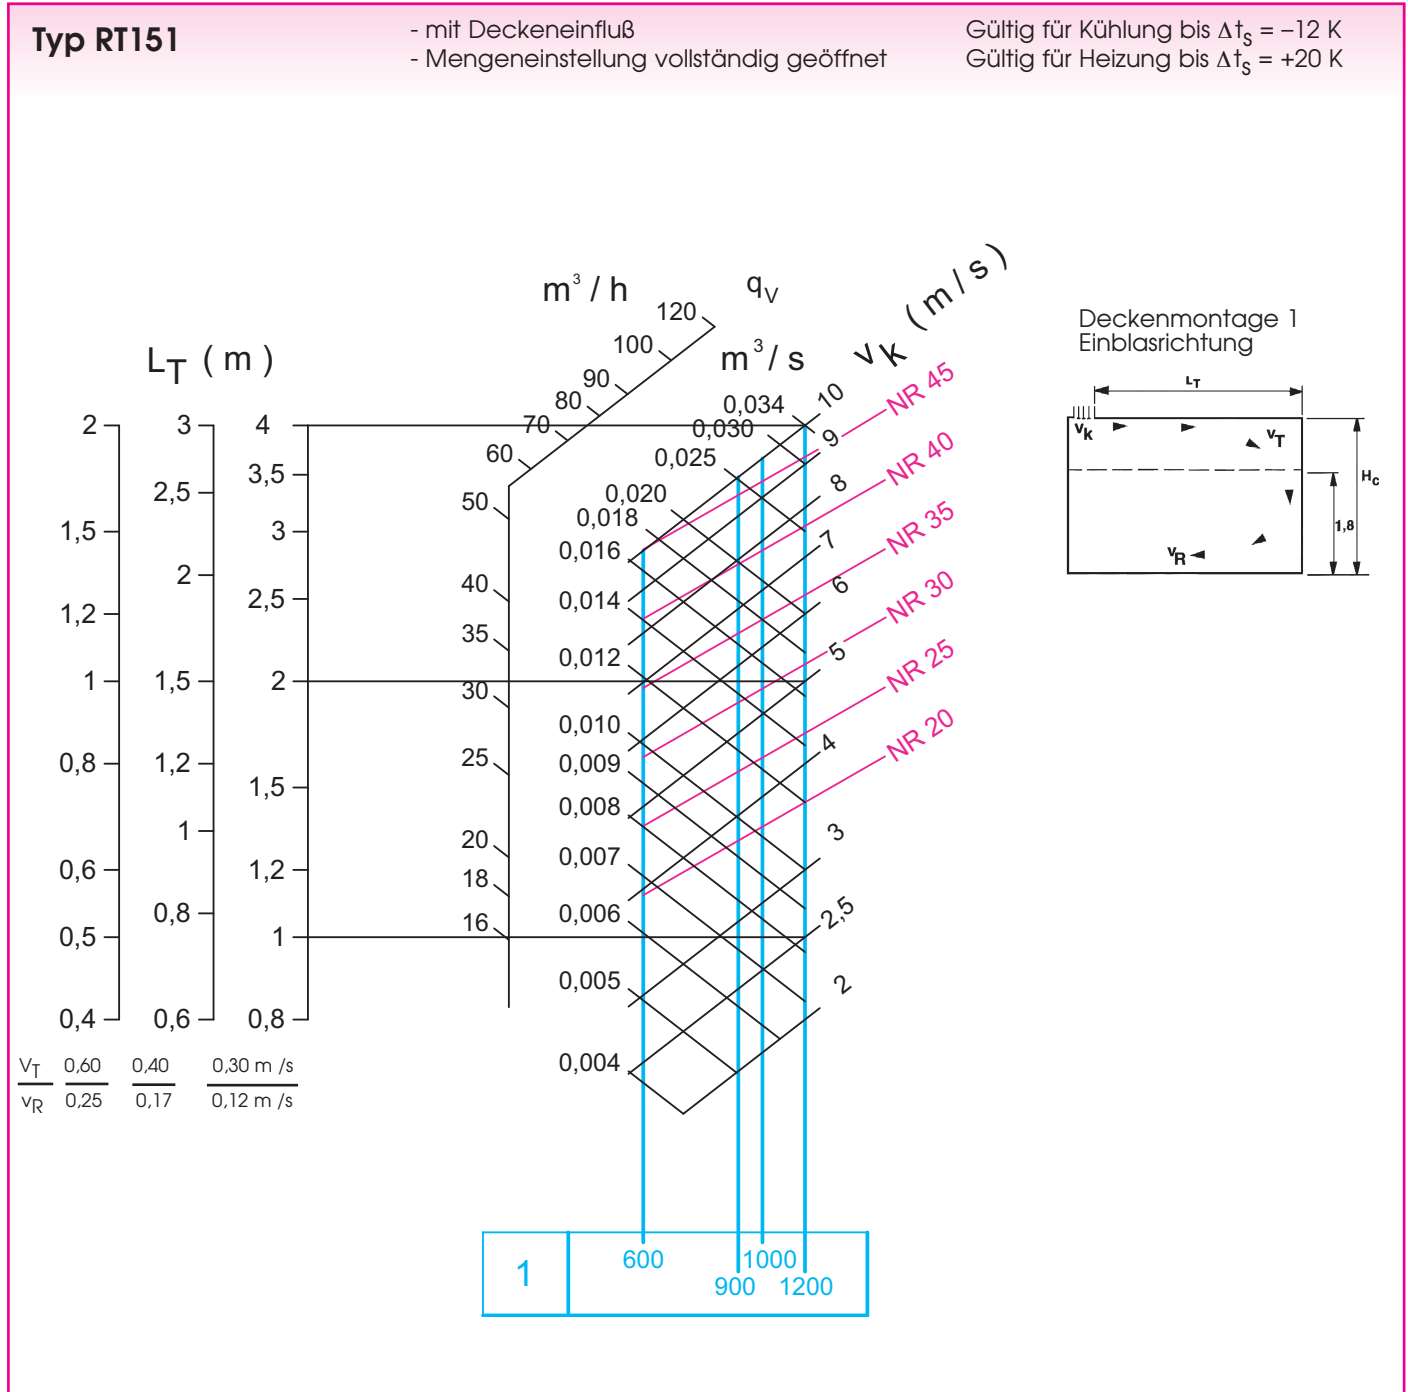 Typ RT151
- mit Deckeneinfluß
- Mengeneinstellung vollständig geöffnet
Gültig für Kühlung bis Δts = –12 K
Gültig für Heizung bis Δts = +20 K
m³ / h
qV
m³ / s
vk ( m / s )
LT ( m )
Deckenmontage 1
Einblasrichtung
LT
vk
vT
Hc
1,8
vR
120
100
90
80
70
60
50
40
35
30
25
20
18
16
2
1,5
1,2
1
0,8
0,6
0,5
0,4
3
2,5
2
1,5
1,2
1
0,8
0,6
4
3,5
3
2,5
2
1,5
1,2
1
0,8
0,034
0,030
0,025
0,020
0,018
0,016
0,014
0,012
0,010
0,009
0,008
0,007
0,006
0,005
0,004
10
9
8
7
6
5
4
3
2,5
2
NR 45
NR 40
NR 35
NR 30
NR 25
NR 20
VT 0,60 0,40 0,30 m /s
vR 0,25 0,17 0,12 m /s
1
600
900
1000
1200